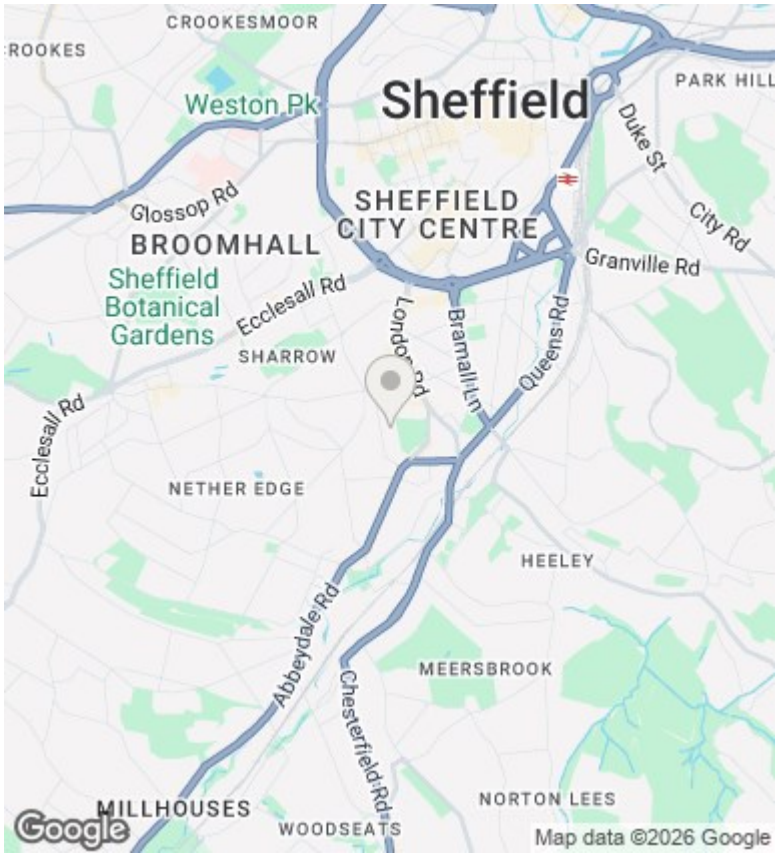 CROOKESMOOR
CROOKES
Weston Pk
Sheffield
PARK HILL
Duke St
Glossop Rd
SHEFFIELD
CITY CENTRE
City Rd
BROOMHALL
Granville Rd
Sheffield
Botanical
Gardens
Ecclesall Rd
London Rd
Bramall Ln
Queens Rd
SHARROW
Ecclesall Rd
NETHER EDGE
HEELEY
Abbeydale Rd
MEERSBROOK
Chesterfield Rd
MILLHOUSES
NORTON LEES
WOODSEATS
Google
Map data ©2026 Google